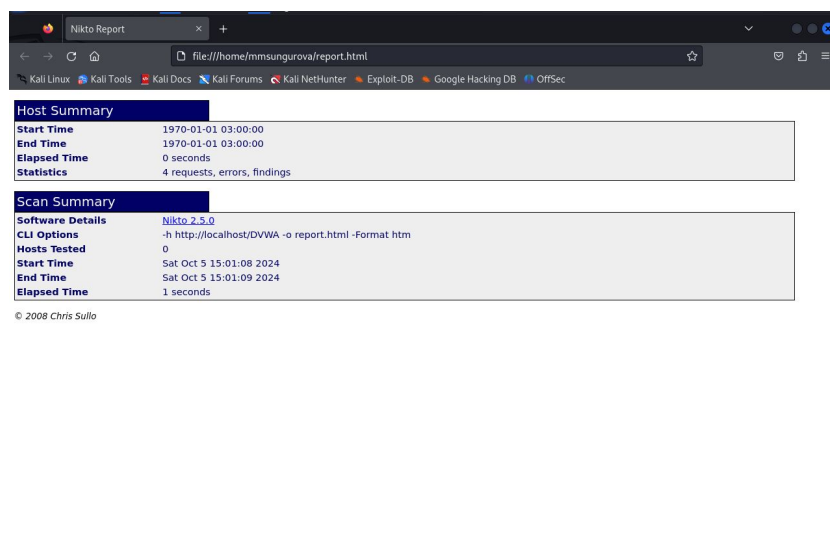 Nikto Report
file:///home/mmsungurova/report.html
Kali Linux Kali Tools Kali Docs Kali Forums Kali NetHunter Exploit-DB Google Hacking DB OffSec
Host Summary
Start Time 1970-01-01 03:00:00
End Time 1970-01-01 03:00:00
Elapsed Time 0 seconds
Statistics 4 requests, errors, findings
Scan Summary
Software Details Nikto 2.5.0
CLI Options -h http://localhost/DVWA -o report.html -Format htm
Hosts Tested 0
Start Time Sat Oct 5 15:01:08 2024
End Time Sat Oct 5 15:01:09 2024
Elapsed Time 1 seconds
© 2008 Chris Sullo